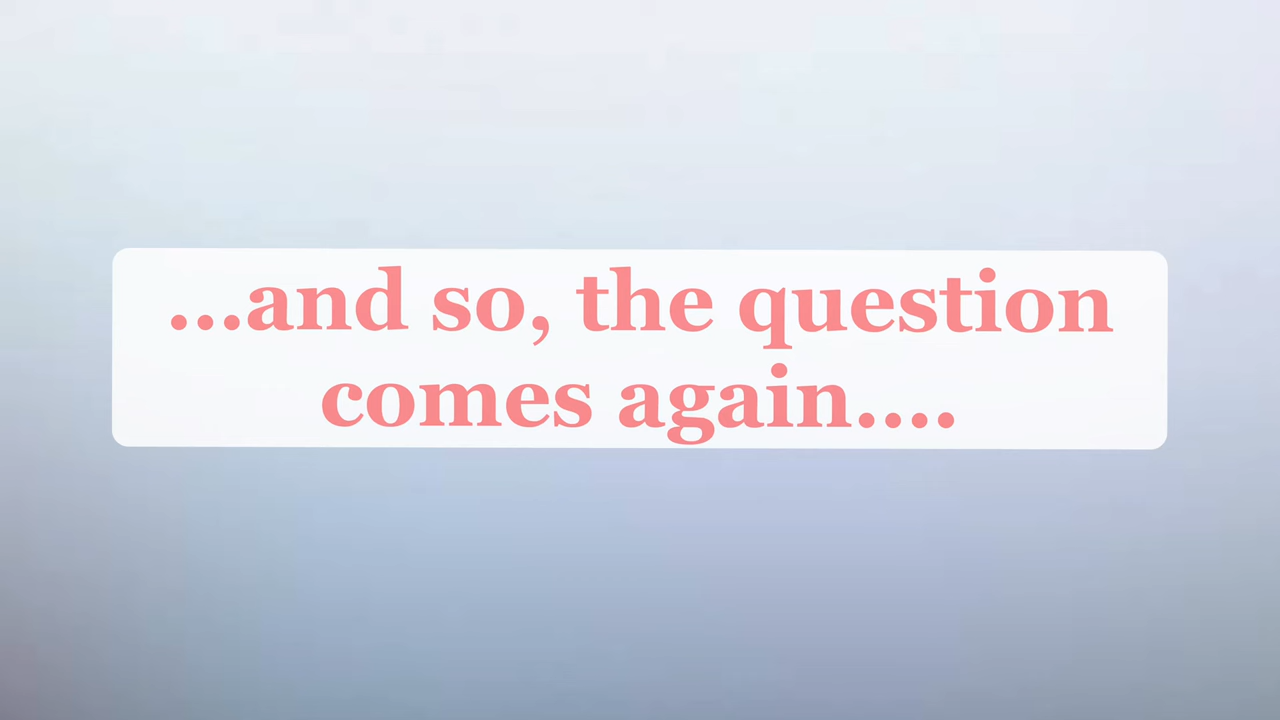 ...and so, the question
comes again....